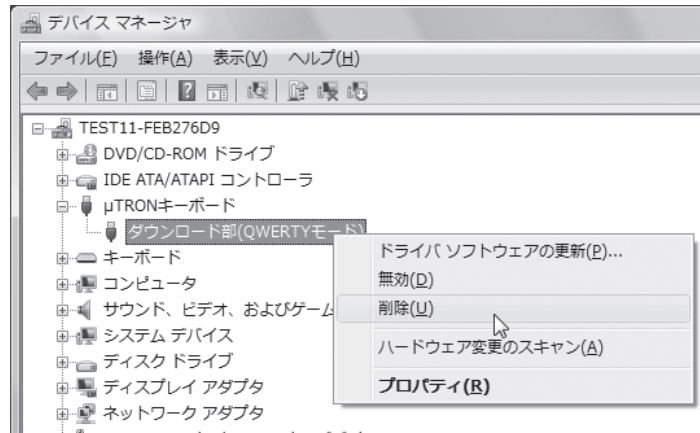 デバイス マネージャ
ファイル(F) 操作(A) 表示(V) ヘルプ(H)
TEST11-FEB276D9
DVD/CD-ROM ドライブ
IDE ATA/ATAPI コントローラ
μTRONキーボード
ダウンロード部(QWERTYモード)
キーボード
コンピュータ
サウンド、ビデオ、およびゲーム
システム デバイス
ディスク ドライブ
ディスプレイ アダプタ
ネットワーク アダプタ
ドライバ ソフトウェアの更新(P)...
無効(D)
削除(U)
ハードウェア変更のスキャン(A)
プロパティ(R)